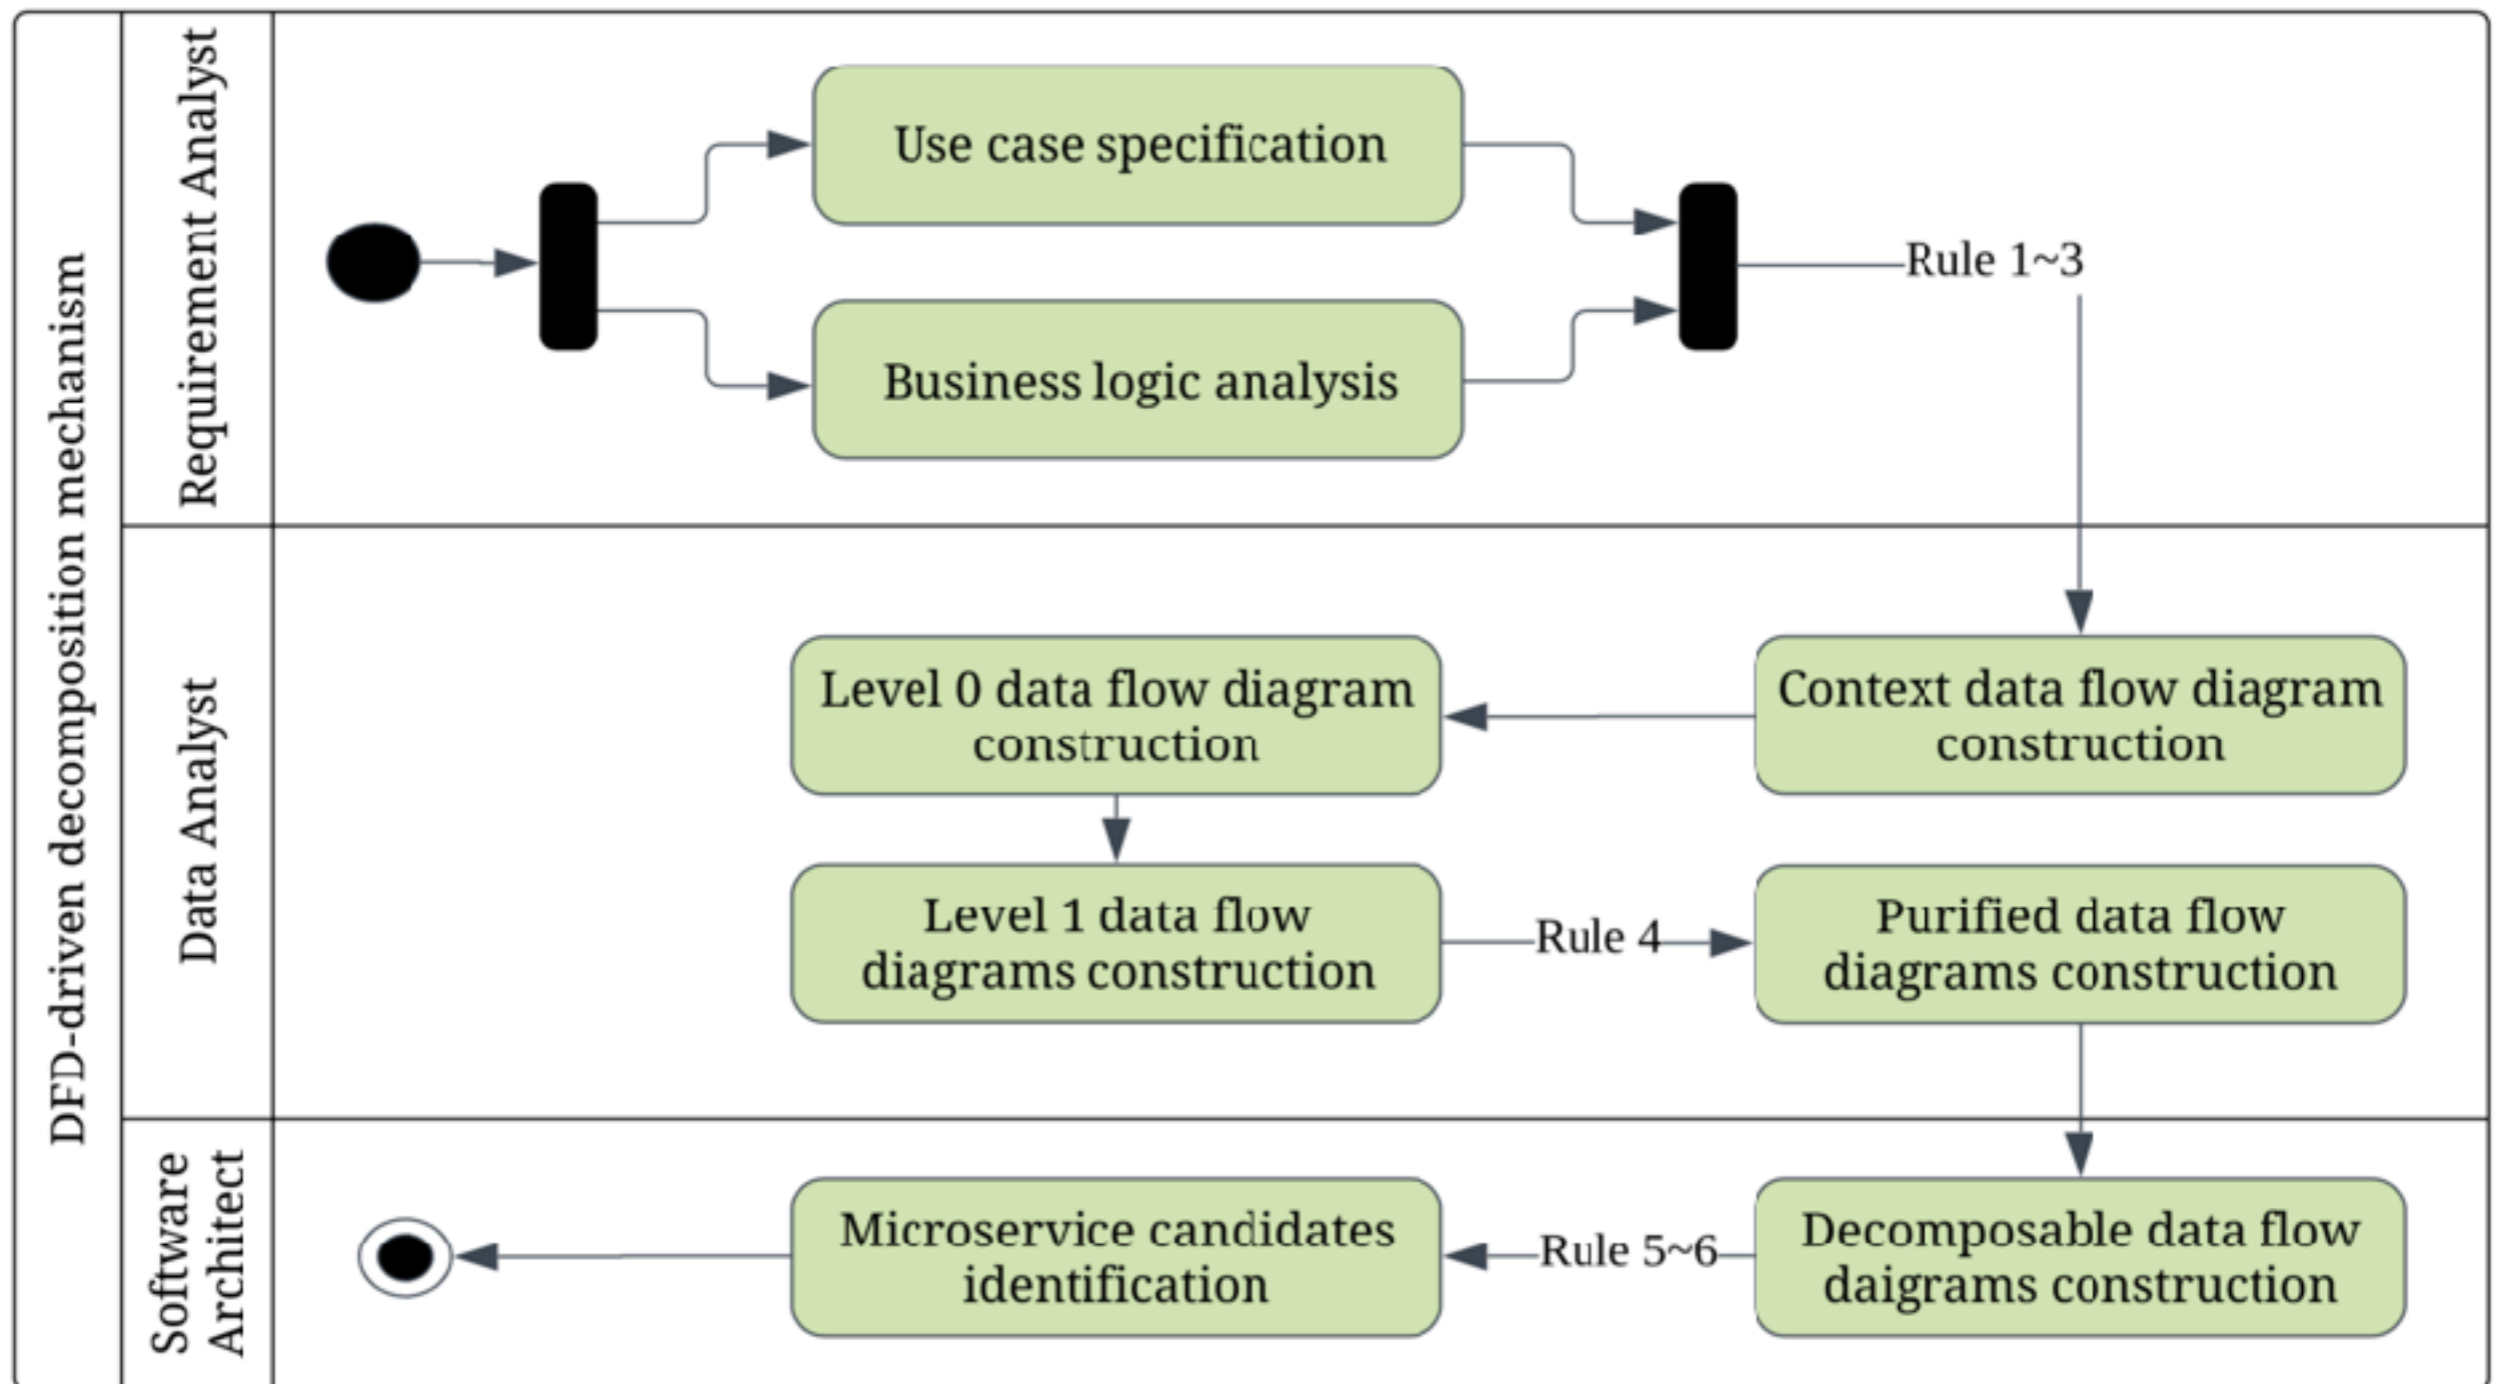 DFD-driven decomposition mechanism
Requirement Analyst
Use case specification
Business logic analysis
Rule 1~3
Data Analyst
Level 0 data flow diagram
construction
Context data flow diagram
construction
Level 1 data flow
diagrams construction
Rule 4
Purified data flow
diagrams construction
Software
Architect
Microservice candidates
identification
Rule 5~6
Decomposable data flow
daigrams construction